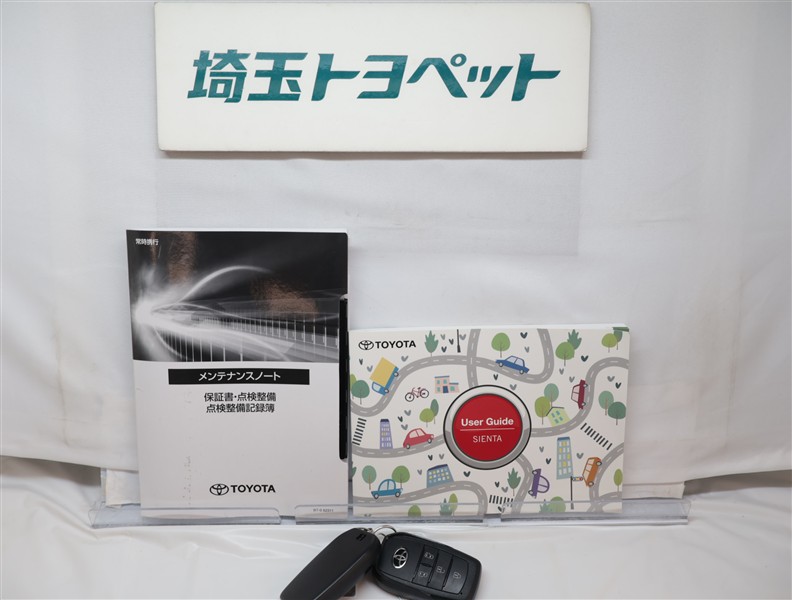 埼玉トヨペット
常時携行
メンテナンスノート
保証書・点検整備
点検整備記録簿
TOYOTA
TOYOTA
User Guide
SIENTA